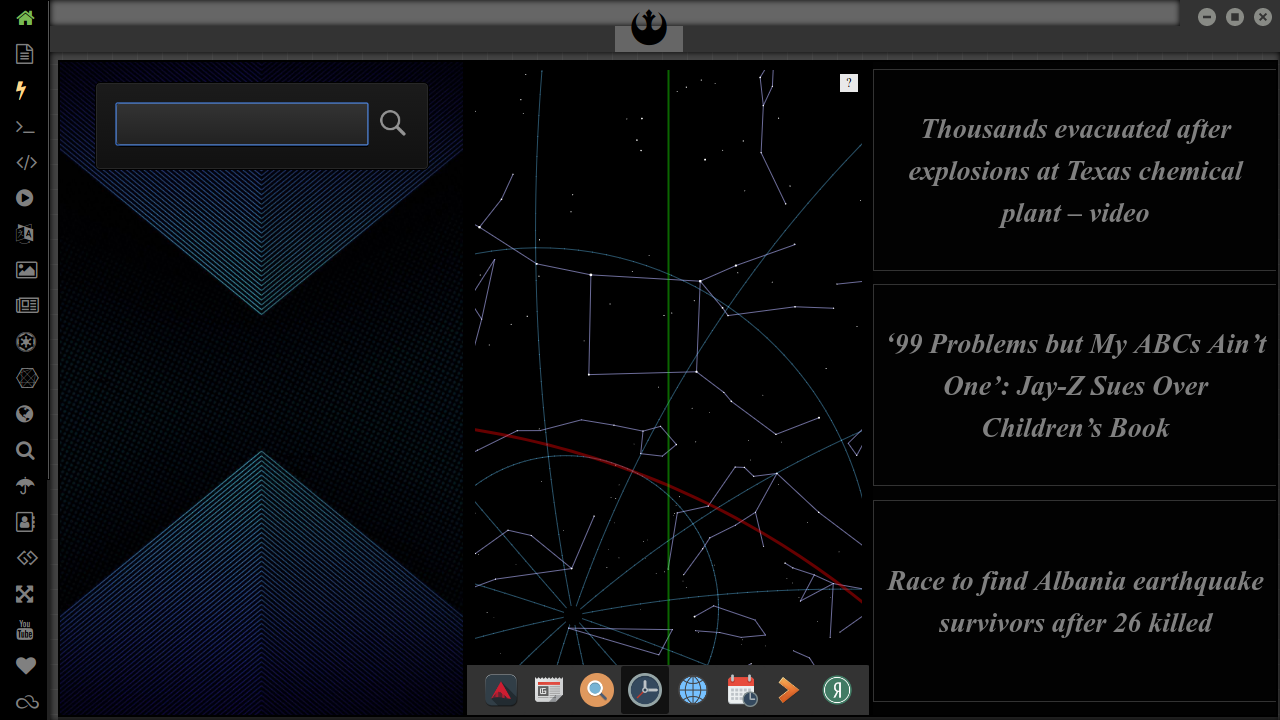 ?
Thousands evacuated after
explosions at Texas chemical
plant – video
‘99 Problems but My ABCs Ain’t
One’: Jay-Z Sues Over
Children’s Book
Race to find Albania earthquake
survivors after 26 killed
You
Tube
Я